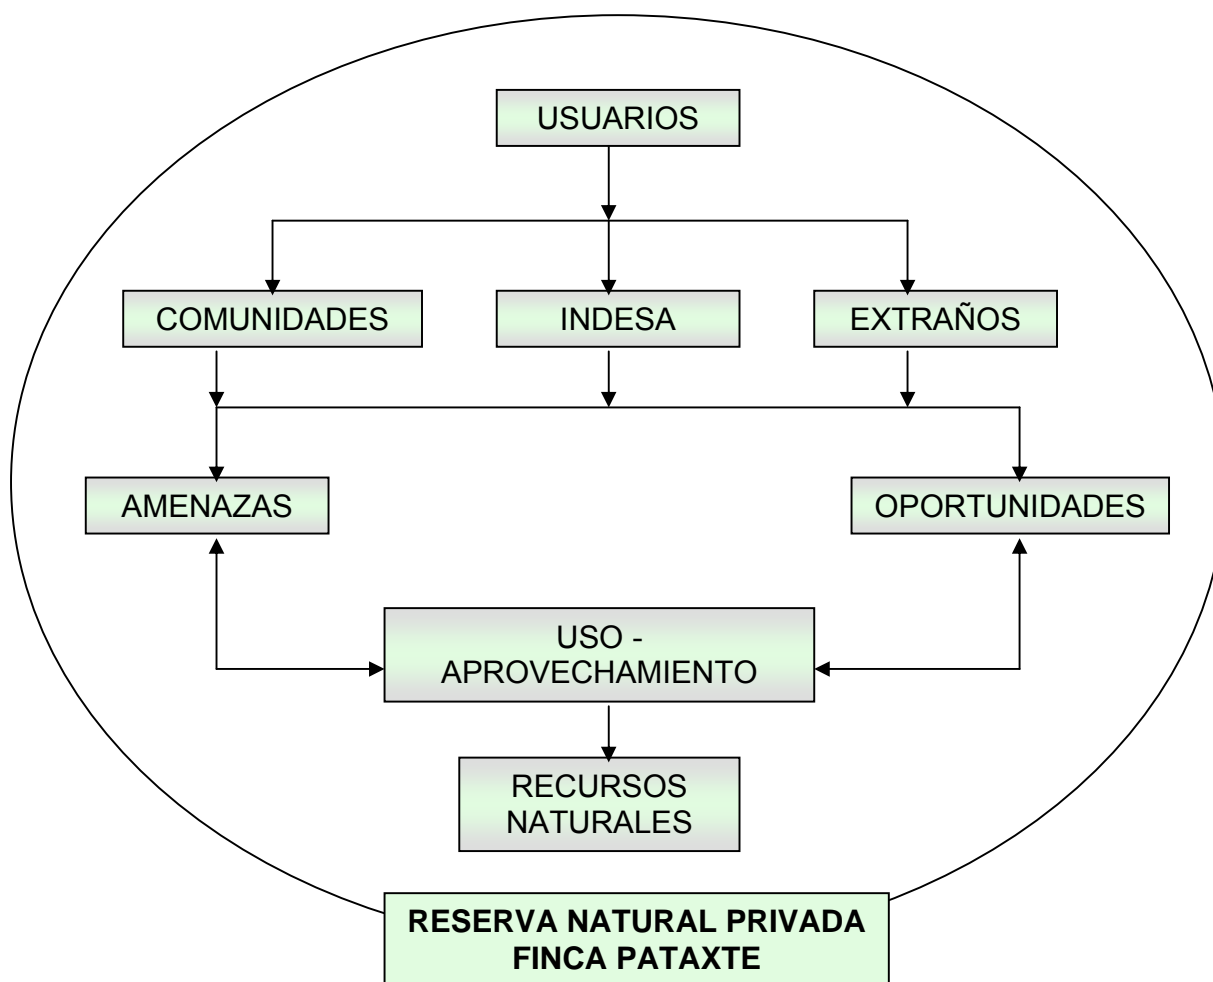 USUARIOS
COMUNIDADES
INDESA
EXTRAÑOS
AMENAZAS
OPORTUNIDADES
USO -
APROVECHAMIENTO
RECURSOS
NATURALES
RESERVA NATURAL PRIVADA
FINCA PATAXTE